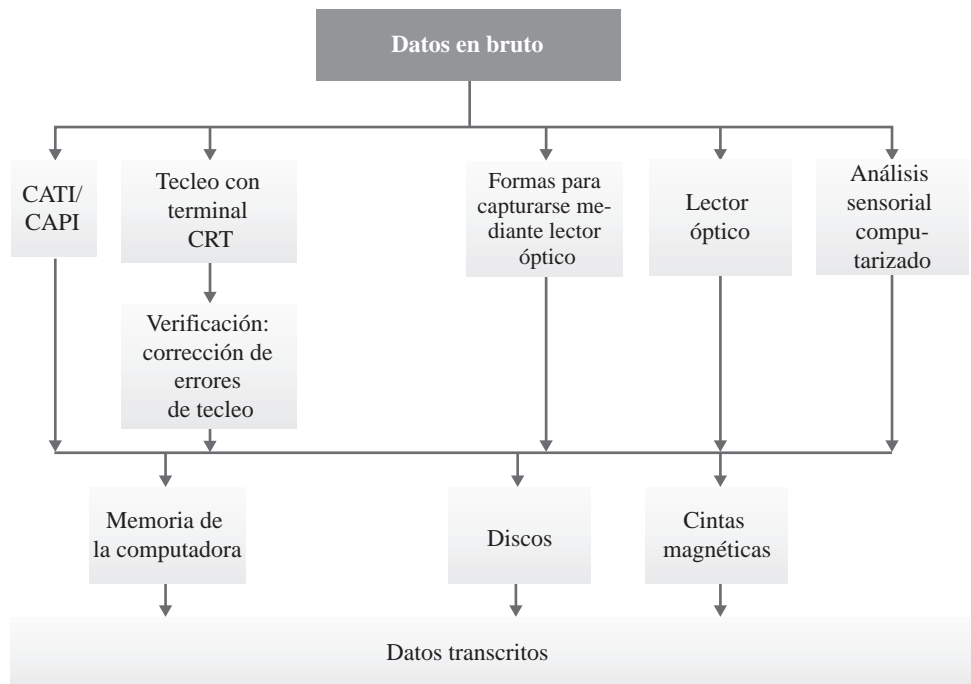 Datos en bruto
CATI/
CAPI
Tecleo con
terminal
CRT
Formas para
capturarse me-
diante lector
óptico
Lector
óptico
Análisis
sensorial
compu-
tarizado
Verificación:
corrección de
errores
de tecleo
Memoria de
la computadora
Discos
Cintas
magnéticas
Datos transcritos